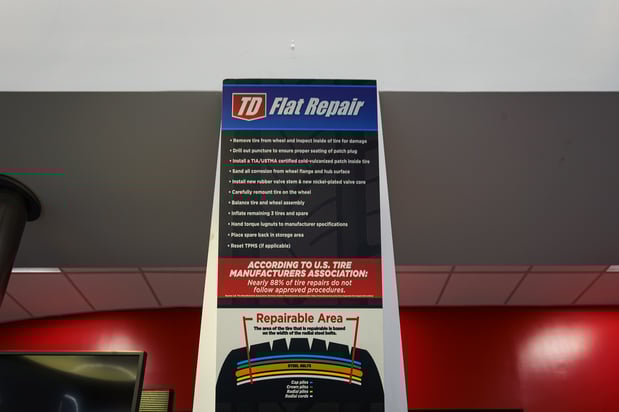 TD Flat Repair
• Remove tire from wheel and inspect inside of tire for damage
• Drill out puncture to ensure proper seating of patch plug
• Install a TIA/USTMA certified cold-vulcanized patch inside tire
• Sand all corrosion from wheel flange and hub surface
• Install new rubber valve stem & new nickel-plated valve core
• Carefully remount tire on the wheel
• Balance tire and wheel assembly
• Inflate remaining 3 tires and spare
• Hand torque lugnuts to manufacturer specifications
• Place spare back in storage area
• Reset TPMS (if applicable)
ACCORDING TO U.S. TIRE
MANUFACTURERS ASSOCIATION:
Nearly 88% of tire repairs do not
follow approved procedures.
Repairable Area
The area of the tire that is repairable is based
on the width of the radial steel belts.
STEEL BELTS
Cap plies
Crown plies
Radial plies
Radial cords